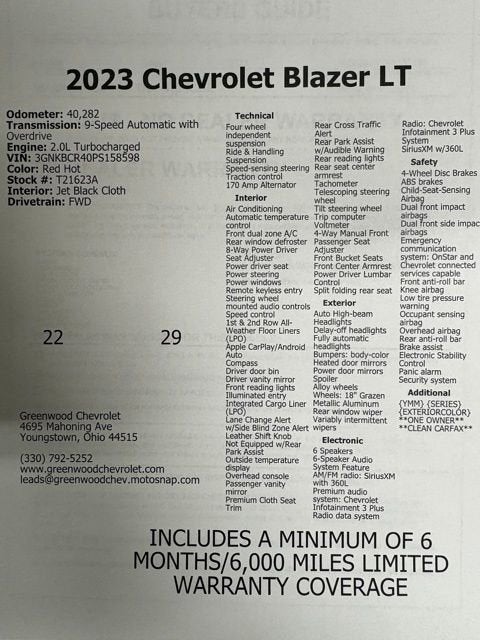 2023 Chevrolet Blazer LT
Odometer: 40,282
Transmission: 9-Speed Automatic with
Overdrive
Engine: 2.0L Turbocharged
VIN: 3GNKBCR40PS158598
Color: Red Hot
Stock #: T21623A
Interior: Jet Black Cloth
Drivetrain: FWD
22 29
Greenwood Chevrolet
4695 Mahoning Ave
Youngstown, Ohio 44515
(330) 792-5252
www.greenwoodchevrolet.com
leads@greenwoodchev.motosnap.com
Technical
Four wheel
independent
suspension
Ride & Handling
Suspension
Speed-sensing steering
Traction control
170 Amp Alternator
Interior
Air Conditioning
Automatic temperature
control
Front dual zone A/C
Rear window defroster
8-Way Power Driver
Seat Adjuster
Power driver seat
Power steering
Power windows
Remote keyless entry
Steering wheel
mounted audio controls
Speed control
1st & 2nd Row All-
Weather Floor Liners
(LPO)
Apple CarPlay/Android
Auto
Compass
Driver door bin
Driver vanity mirror
Front reading lights
Illuminated entry
Integrated Cargo Liner
(LPO)
Lane Change Alert
w/Side Blind Zone Alert
Leather Shift Knob
Not Equipped w/Rear
Park Assist
Outside temperature
display
Overhead console
Passenger vanity
mirror
Premium Cloth Seat
Trim
Rear Cross Traffic
Alert
Rear Park Assist
w/Audible Warning
Rear reading lights
Rear seat center
armrest
Tachometer
Telescoping steering
wheel
Tilt steering wheel
Trip computer
Voltmeter
4-Way Manual Front
Passenger Seat
Adjuster
Front Bucket Seats
Front Center Armrest
Power Driver Lumbar
Control
Split folding rear seat
Exterior
Auto High-beam
Headlights
Delay-off headlights
Fully automatic
headlights
Bumpers: body-color
Heated door mirrors
Power door mirrors
Spoiler
Alloy wheels
Wheels: 18" Grazen
Metallic Aluminum
Rear window wiper
Variably intermittent
wipers
Electronic
6 Speakers
6-Speaker Audio
System Feature
AM/FM radio: SiriusXM
with 360L
Premium audio
system: Chevrolet
Infotainment 3 Plus
Radio data system
Radio: Chevrolet
Infotainment 3 Plus
System
SiriusXM w/360L
Safety
4-Wheel Disc Brakes
ABS brakes
Child-Seat-Sensing
Airbag
Dual front impact
airbags
Dual front side impact
airbags
Emergency
communication
system: OnStar and
Chevrolet connected
services capable
Front anti-roll bar
Knee airbag
Low tire pressure
warning
Occupant sensing
airbag
Overhead airbag
Rear anti-roll bar
Brake assist
Electronic Stability
Control
Panic alarm
Security system
Additional
{YMM} {SERIES}
{EXTERIORCOLOR}
**ONE OWNER**
**CLEAN CARFAX**
INCLUDES A MINIMUM OF 6
MONTHS/6,000 MILES LIMITED
WARRANTY COVERAGE